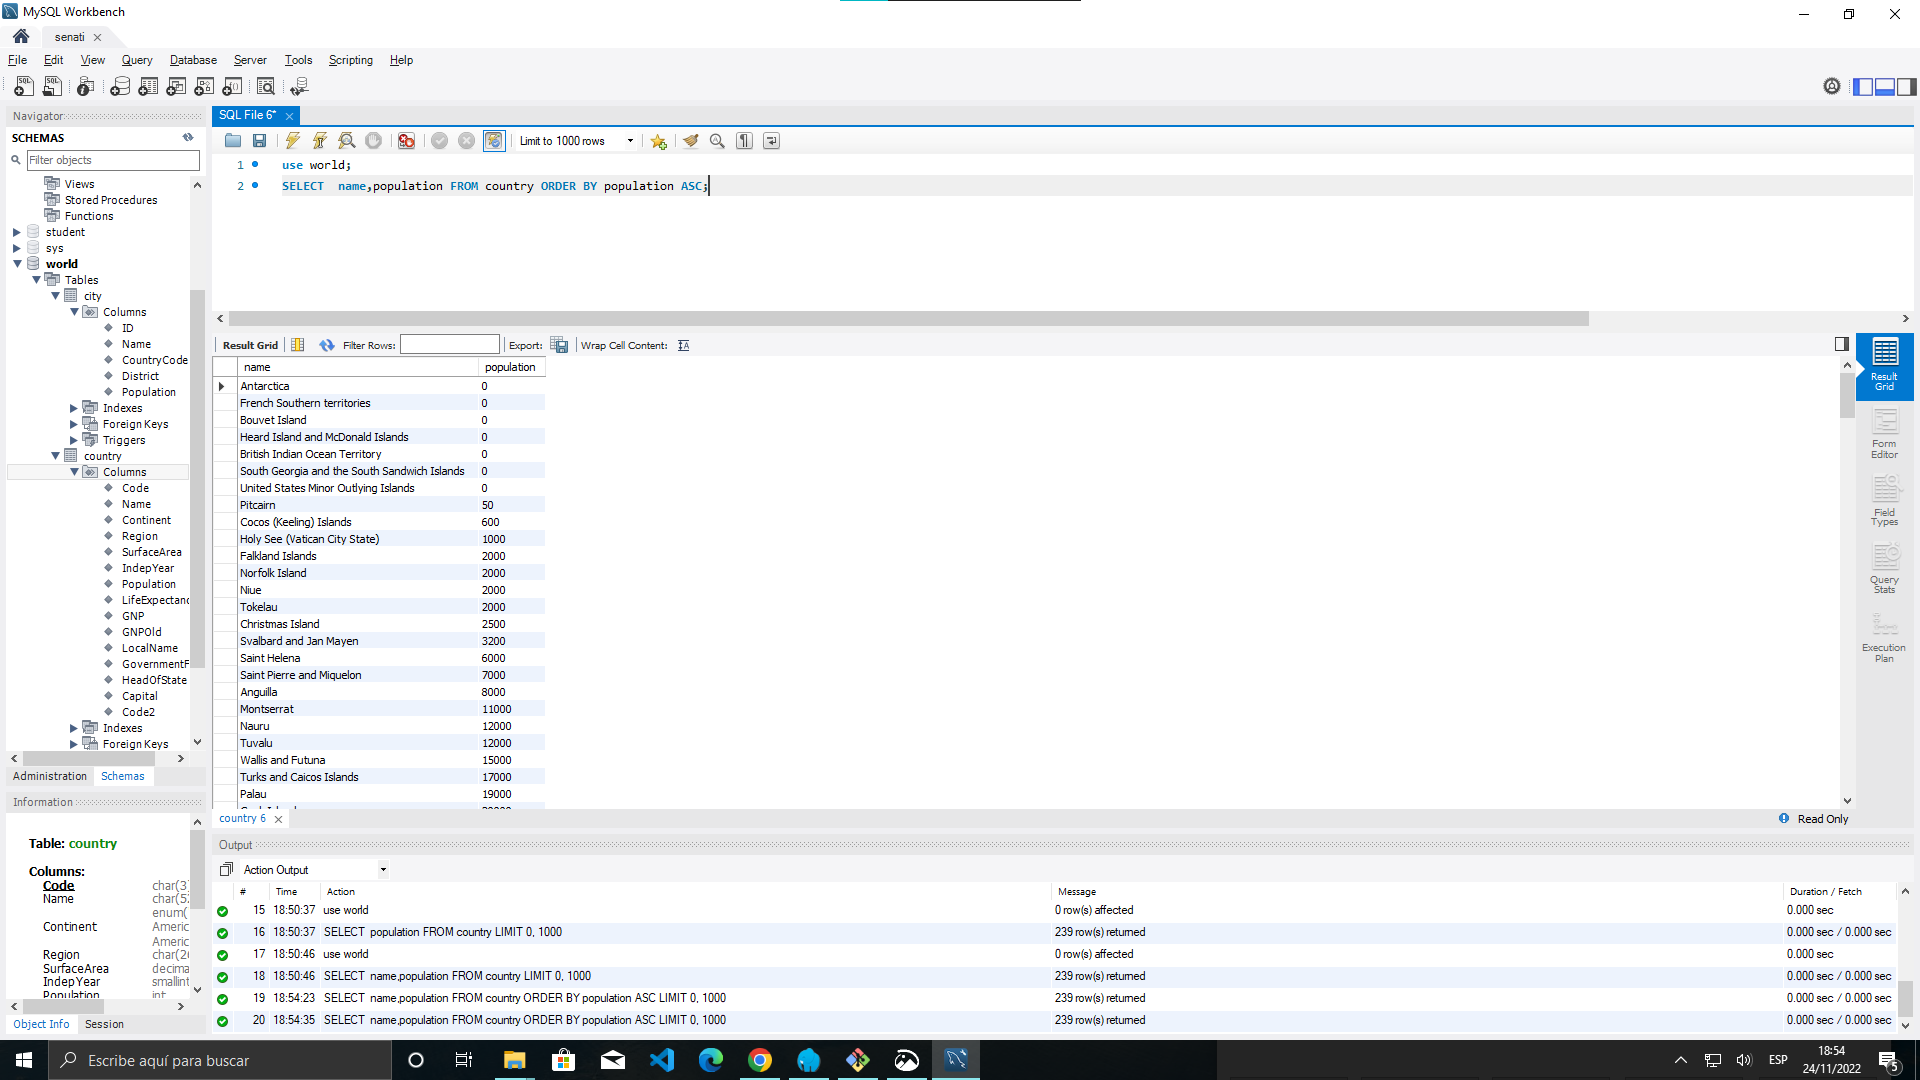 MySQL Workbench
senati
File Edit View Query Database Server Tools Scripting Help
Navigator
SCHEMAS
Filter objects
Views
Stored Procedures
Functions
student
sys
world
Tables
city
Columns
ID
Name
CountryCode
District
Population
Indexes
Foreign Keys
Triggers
country
Columns
Code
Name
Continent
Region
SurfaceArea
IndepYear
Population
LifeExpectanc
GNP
GNPOld
LocalName
GovernmentF
HeadOfState
Capital
Code2
Indexes
Foreign Keys
Administration Schemas
Information
Table: country
Columns:
Code char(3)
Name char(52
enum(
Continent Americ
Americ
Region char(26
SurfaceArea decima
IndepYear smallint
Population int
Object Info Session
SQL File 6*
Limit to 1000 rows
1 use world;
2 SELECT name,population FROM country ORDER BY population ASC;
Result Grid Filter Rows: Export: Wrap Cell Content:
name population
Antarctica 0
French Southern territories 0
Bouvet Island 0
Heard Island and McDonald Islands 0
British Indian Ocean Territory 0
South Georgia and the South Sandwich Islands 0
United States Minor Outlying Islands 0
Pitcairn 50
Cocos (Keeling) Islands 600
Holy See (Vatican City State) 1000
Falkland Islands 2000
Norfolk Island 2000
Niue 2000
Tokelau 2000
Christmas Island 2500
Svalbard and Jan Mayen 3200
Saint Helena 6000
Saint Pierre and Miquelon 7000
Anguilla 8000
Montserrat 11000
Nauru 12000
Tuvalu 12000
Wallis and Futuna 15000
Turks and Caicos Islands 17000
Palau 19000
Result
Grid
Form
Editor
Field
Types
Query
Stats
Execution
Plan
country 6
Read Only
Output
Action Output
# Time Action Message Duration / Fetch
15 18:50:37 use world 0 row(s) affected 0.000 sec
16 18:50:37 SELECT population FROM country LIMIT 0, 1000 239 row(s) returned 0.000 sec / 0.000 sec
17 18:50:46 use world 0 row(s) affected 0.000 sec
18 18:50:46 SELECT name,population FROM country LIMIT 0, 1000 239 row(s) returned 0.000 sec / 0.000 sec
19 18:54:23 SELECT name,population FROM country ORDER BY population ASC LIMIT 0, 1000 239 row(s) returned 0.000 sec / 0.000 sec
20 18:54:35 SELECT name,population FROM country ORDER BY population ASC LIMIT 0, 1000 239 row(s) returned 0.000 sec / 0.000 sec
Escribe aquí para buscar
ESP
18:54
24/11/2022
5